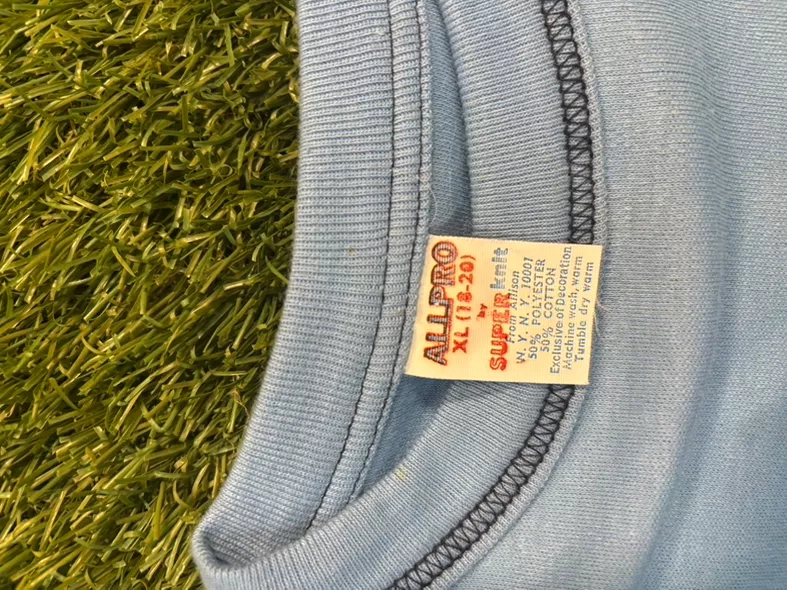 ALLPRO
XL (18-20)
by
SUPER knit
From Allison
W. Y. N. Y. 10001
50% POLYESTER
50% COTTON
Exclusive of Decoration
Machine wash, warm
Tumble dry warm